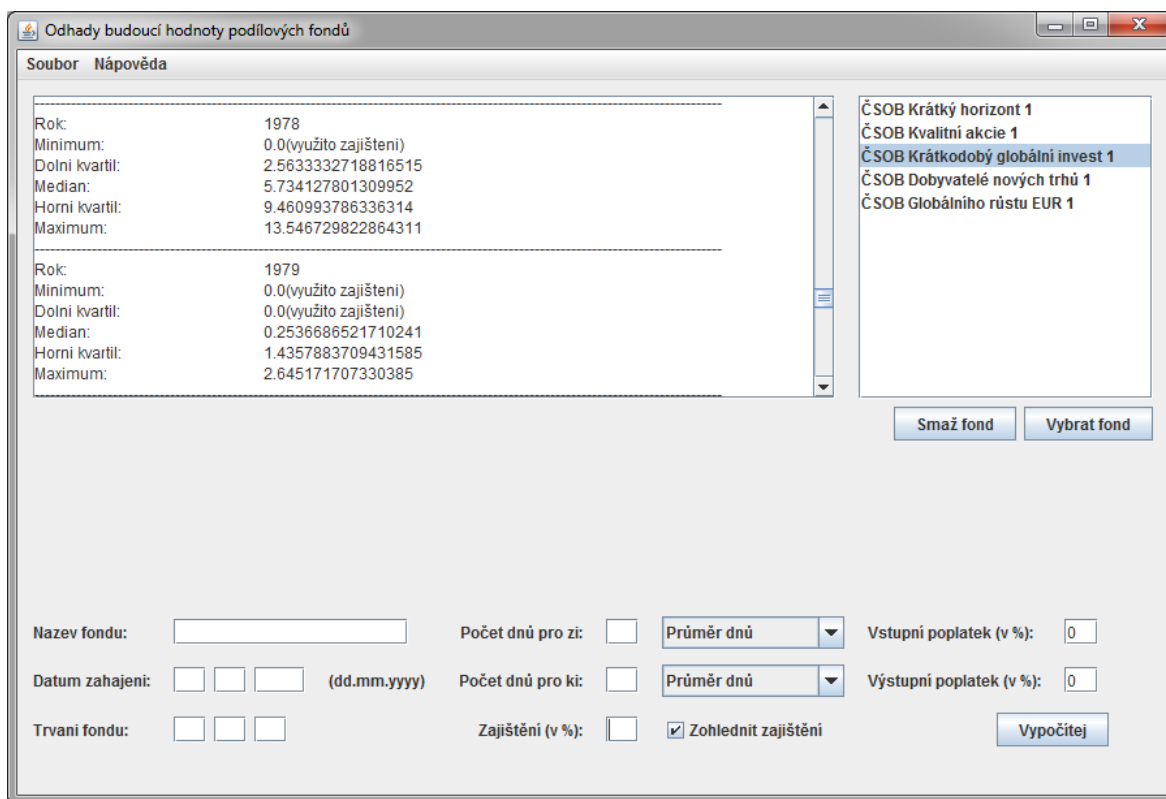 Odhady budoucí hodnoty podílových fondů
Soubor Nápověda
Rok: 1978
Minimum: 0.0(využito zajišteni)
Dolni kvartil: 2.5633332718816515
Median: 5.734127801309952
Horni kvartil: 9.460993786336314
Maximum: 13.546729822864311
Rok: 1979
Minimum: 0.0(využito zajišteni)
Dolni kvartil: 0.0(využito zajišteni)
Median: 0.2536686521710241
Horni kvartil: 1.4357883709431585
Maximum: 2.645171707330385
ČSOB Krátký horizont 1
ČSOB Kvalitní akcie 1
ČSOB Krátkodobý globální invest 1
ČSOB Dobyvatelé nových trhů 1
ČSOB Globálního růstu EUR 1
Smaž fond Vybrat fond
Nazev fondu: Počet dnů pro zi: Průměr dnů Vstupní poplatek (v %): 0
Datum zahajeni: (dd.mm.yyyy) Počet dnů pro ki: Průměr dnů Výstupní poplatek (v %): 0
Trvani fondu: Zajištění (v %): Zohlednit zajištění Vypočítej